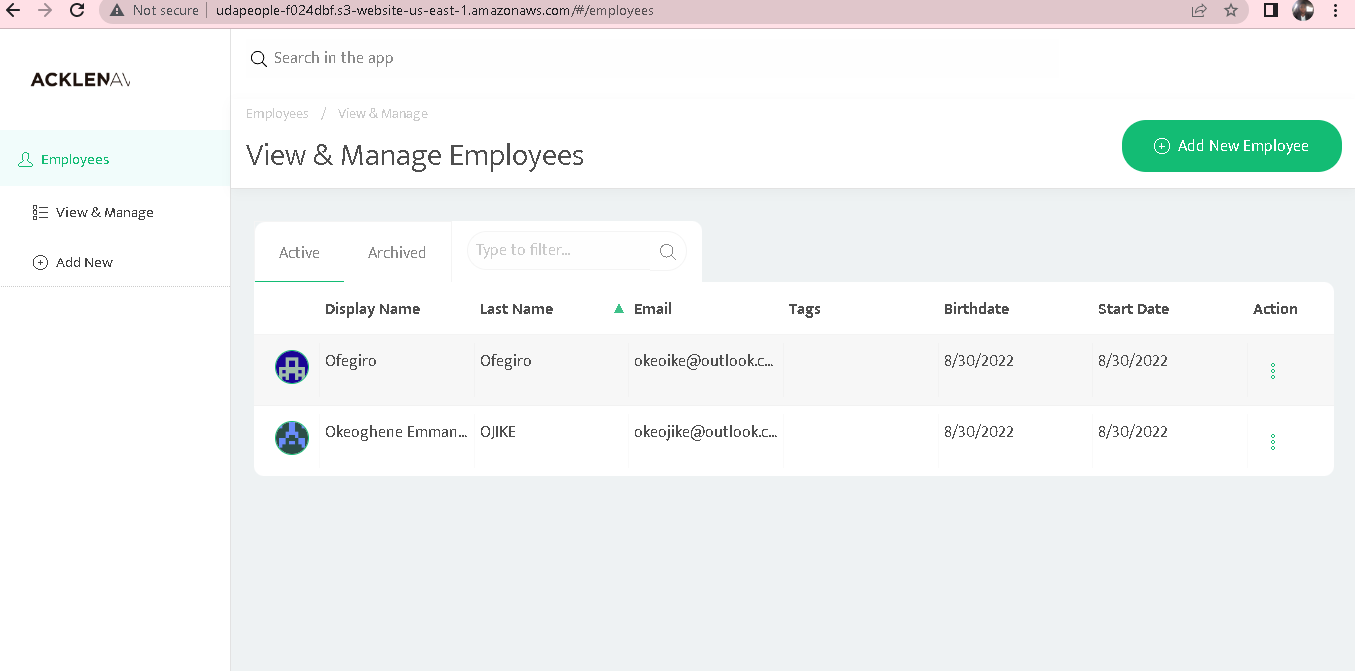 Not secure | udapeople-f024dbf.s3-website-us-east-1.amazonaws.com/#/employees
ACKLENAV
Search in the app
Employees / View & Manage
View & Manage Employees
Add New Employee
Employees
View & Manage
Add New
Active Archived Type to filter...
Display Name Last Name Email Tags Birthdate Start Date Action
Ofegiro Ofegiro okeoike@outlook.c... 8/30/2022 8/30/2022
Okeoghene Emman... OJIKE okeojike@outlook.c... 8/30/2022 8/30/2022